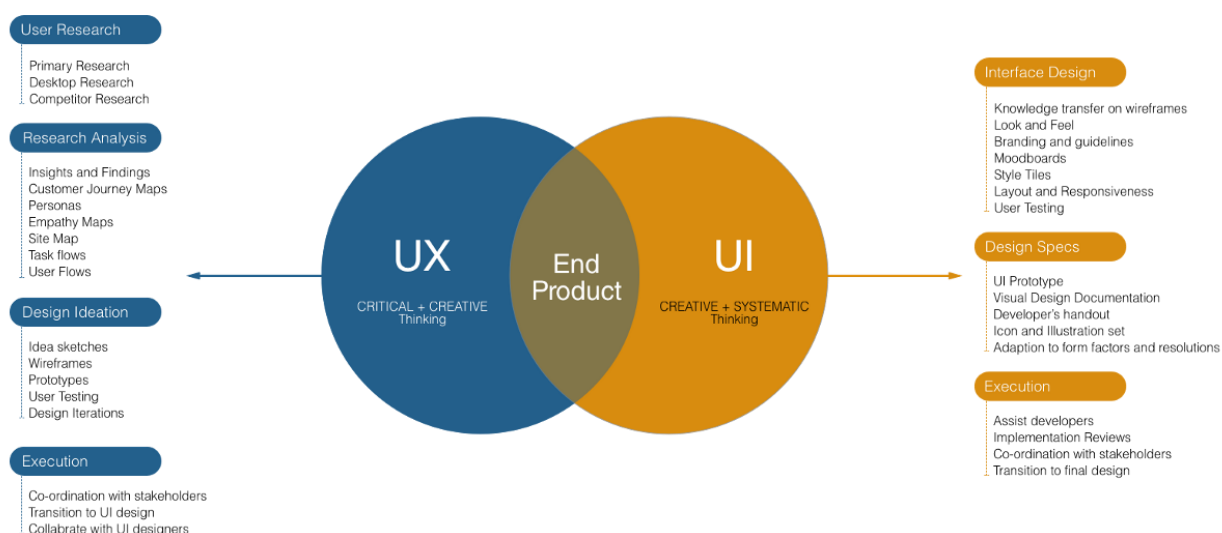 User Research
Primary Research
Desktop Research
Competitor Research
Research Analysis
Insights and Findings
Customer Journey Maps
Personas
Empathy Maps
Site Map
Task flows
User Flows
Design Ideation
Idea sketches
Wireframes
Prototypes
User Testing
Design Iterations
Execution
Co-ordination with stakeholders
Transition to UI design
Collabrate with UI designers
UX
CRITICAL + CREATIVE
Thinking
End
Product
UI
CREATIVE + SYSTEMATIC
Thinking
Interface Design
Knowledge transfer on wireframes
Look and Feel
Branding and guidelines
Moodboards
Style Tiles
Layout and Responsiveness
User Testing
Design Specs
UI Prototype
Visual Design Documentation
Developer's handout
Icon and Illustration set
Adaption to form factors and resolutions
Execution
Assist developers
Implementation Reviews
Co-ordination with stakeholders
Transition to final design